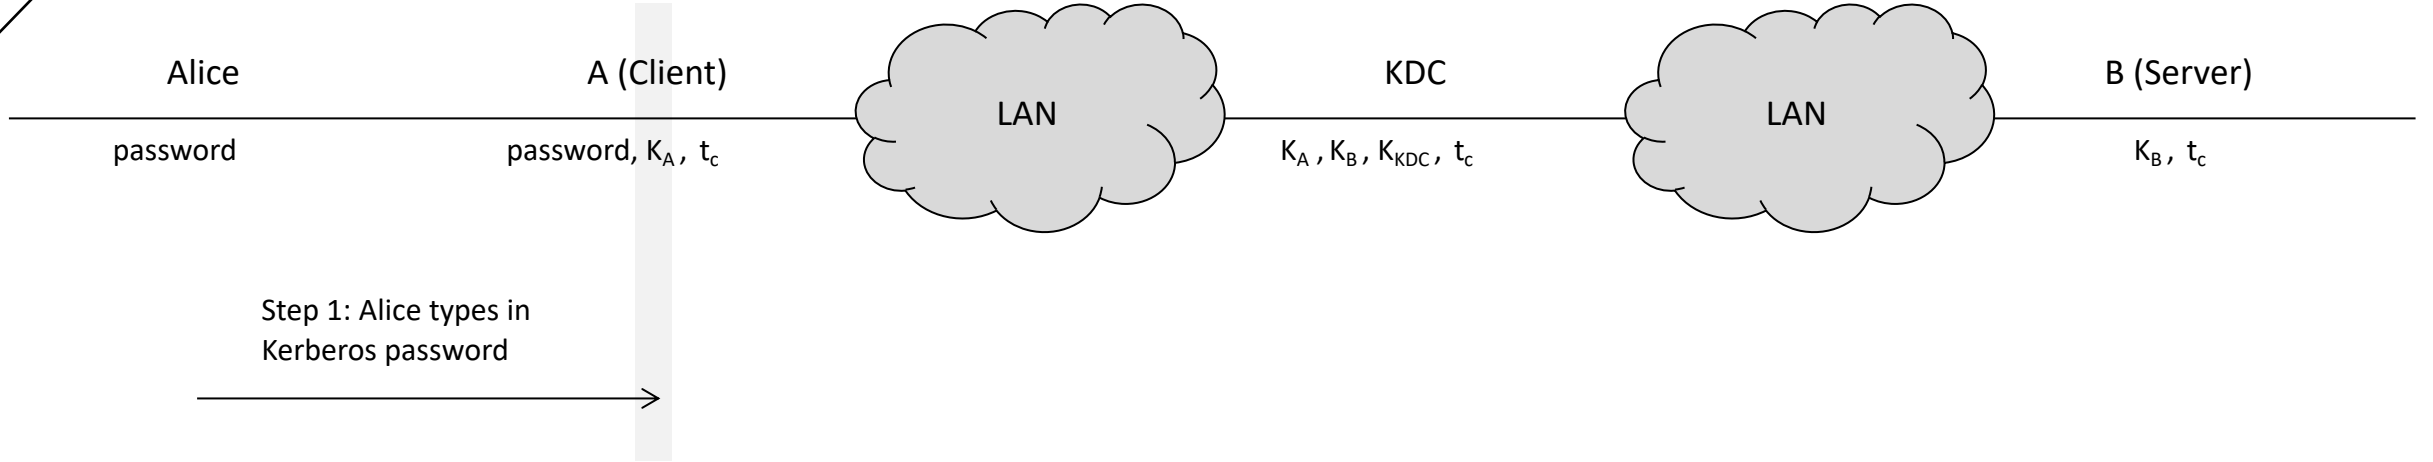 Alice
A (Client)
LAN
KDC
LAN
B (Server)
password
password, K_A , t_c
K_A , K_B , K_KDC , t_c
K_B , t_c
Step 1: Alice types in
Kerberos password